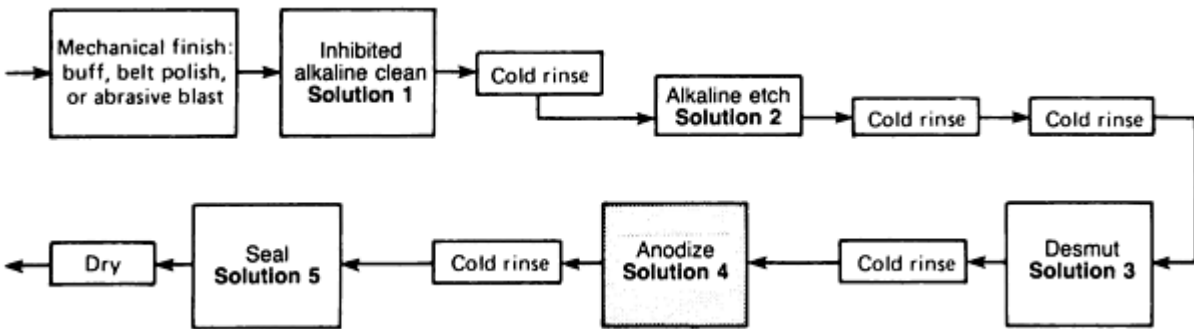 Mechanical finish:
buff, belt polish,
or abrasive blast
Inhibited
alkaline clean
Solution 1
Cold rinse
Alkaline etch
Solution 2
Cold rinse
Cold rinse
Desmut
Solution 3
Cold rinse
Anodize
Solution 4
Cold rinse
Seal
Solution 5
Dry